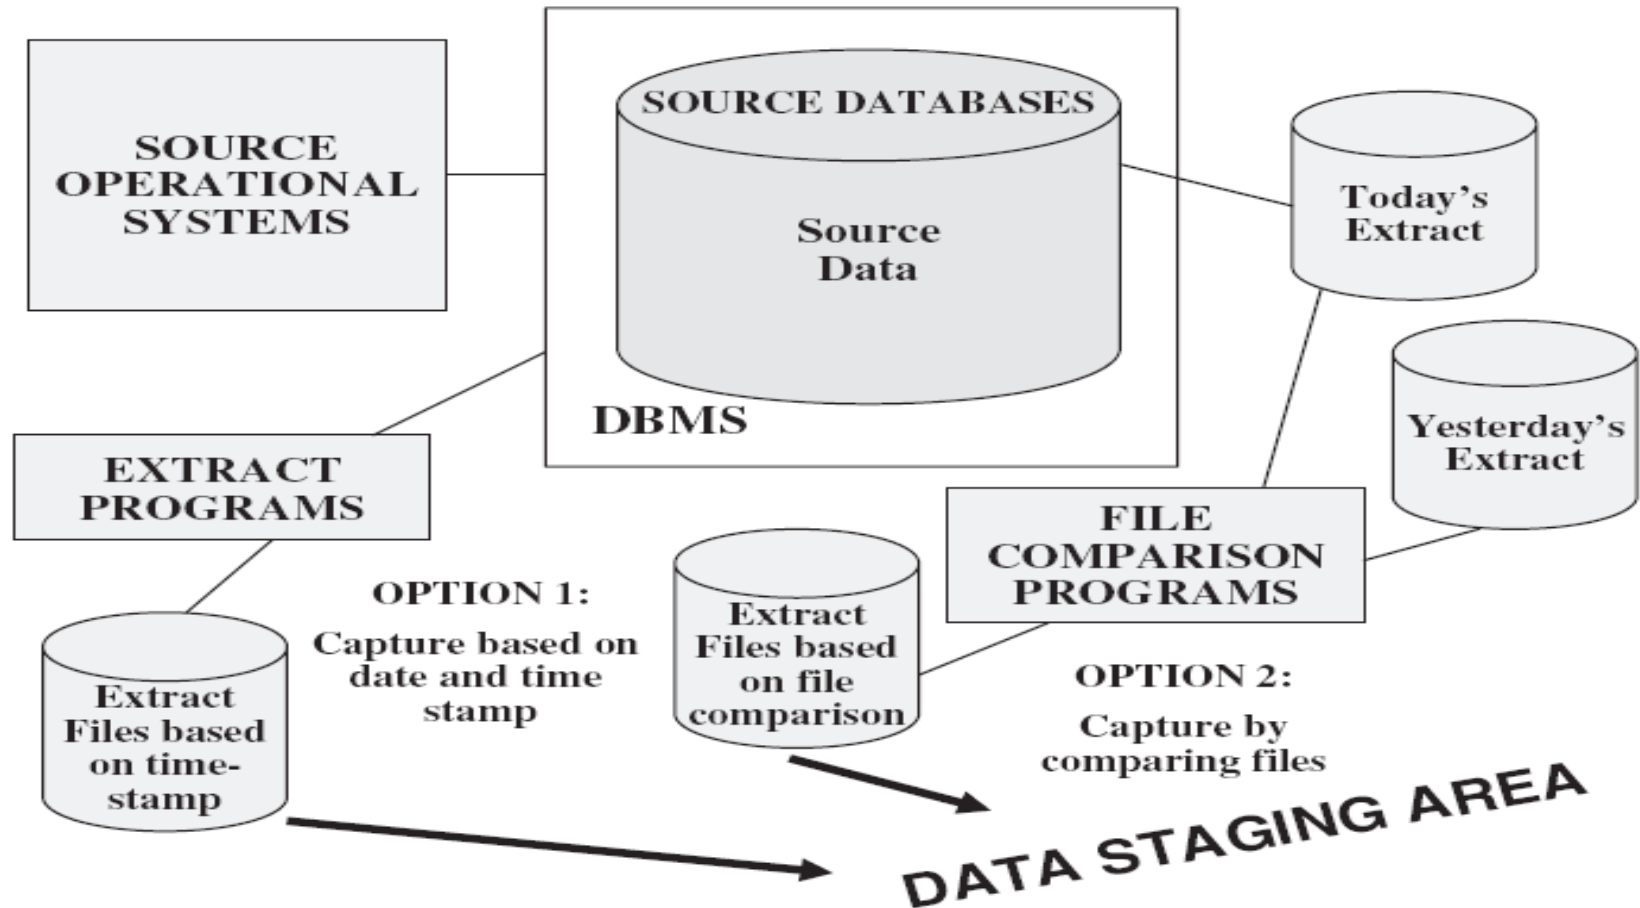 SOURCE
OPERATIONAL
SYSTEMS
SOURCE DATABASES
Source
Data
DBMS
Today's
Extract
Yesterday's
Extract
EXTRACT
PROGRAMS
FILE
COMPARISON
PROGRAMS
OPTION 1:
Capture based on
date and time
stamp
Extract
Files based
on file
comparison
OPTION 2:
Capture by
comparing files
Extract
Files based
on time-
stamp
DATA STAGING AREA